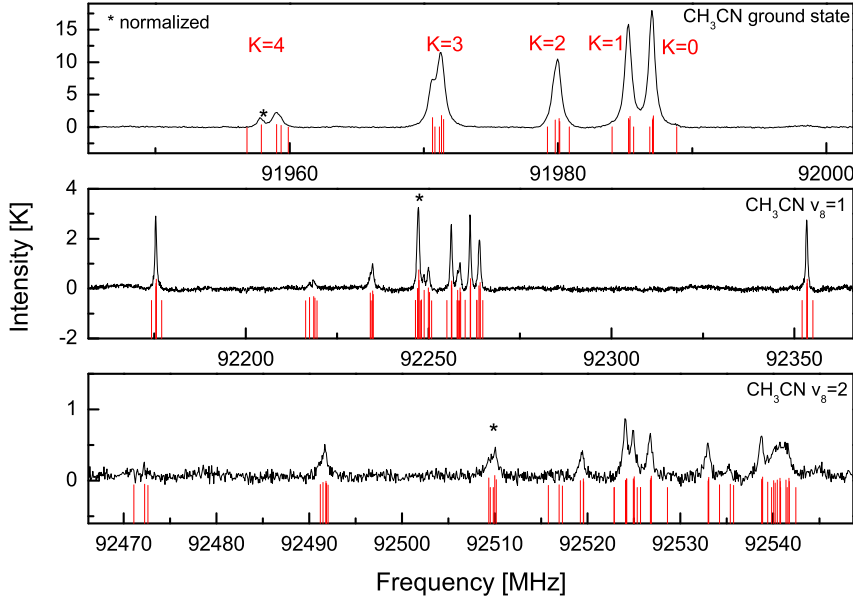 * normalized
CH₃CN ground state
K=4
K=3
K=2
K=1
K=0
*
15
10
5
0
91960
91980
92000
CH₃CN v₈=1
*
4
2
0
-2
92200
92250
92300
92350
Intensity [K]
CH₃CN v₈=2
*
1
0
92470
92480
92490
92500
92510
92520
92530
92540
Frequency [MHz]